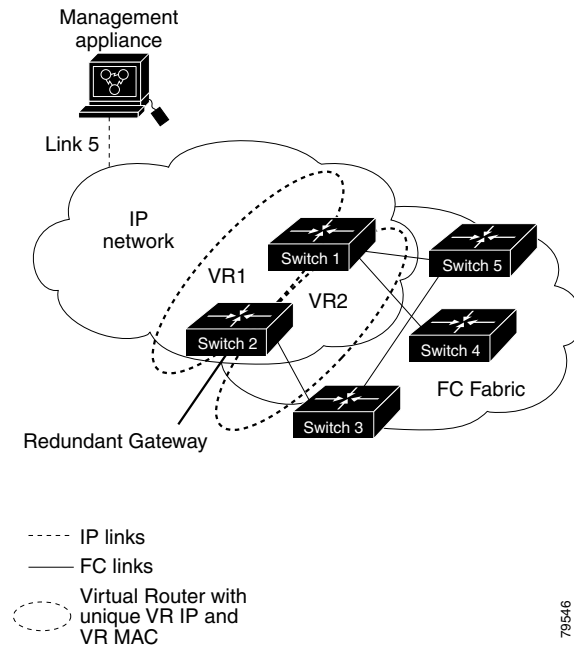 Management
appliance
Link 5
IP
network
Switch 1
Switch 5
VR1
VR2
Switch 2
Switch 4
FC Fabric
Switch 3
Redundant Gateway
IP links
FC links
Virtual Router with
unique VR IP and
VR MAC
79546